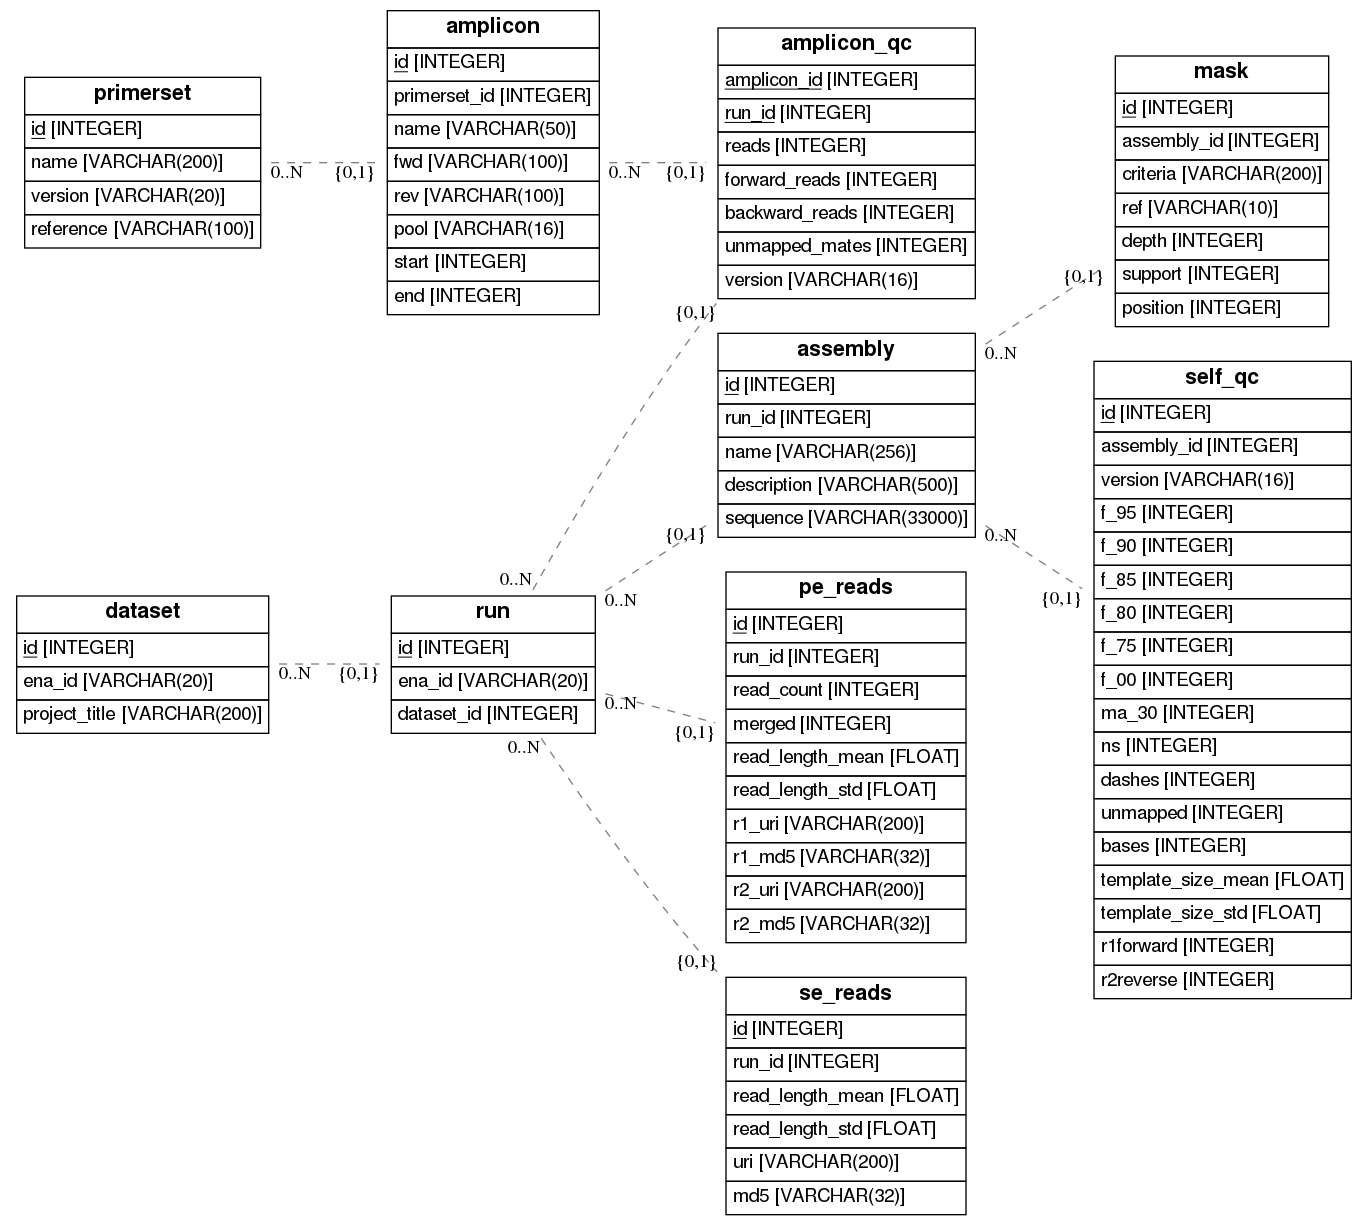 primerset
id [INTEGER]
name [VARCHAR(200)]
version [VARCHAR(20)]
reference [VARCHAR(100)]
0..N
{0,1}
amplicon
id [INTEGER]
primerset_id [INTEGER]
name [VARCHAR(50)]
fwd [VARCHAR(100)]
rev [VARCHAR(100)]
pool [VARCHAR(16)]
start [INTEGER]
end [INTEGER]
0..N
{0,1}
amplicon_qc
amplicon_id [INTEGER]
run_id [INTEGER]
reads [INTEGER]
forward_reads [INTEGER]
backward_reads [INTEGER]
unmapped_mates [INTEGER]
version [VARCHAR(16)]
{0,1}
0..N
mask
id [INTEGER]
assembly_id [INTEGER]
criteria [VARCHAR(200)]
ref [VARCHAR(10)]
depth [INTEGER]
support [INTEGER]
position [INTEGER]
{0,1}
0..N
assembly
id [INTEGER]
run_id [INTEGER]
name [VARCHAR(256)]
description [VARCHAR(500)]
sequence [VARCHAR(33000)]
{0,1}
0..N
0..N
{0,1}
self_qc
id [INTEGER]
assembly_id [INTEGER]
version [VARCHAR(16)]
f_95 [INTEGER]
f_90 [INTEGER]
f_85 [INTEGER]
f_80 [INTEGER]
f_75 [INTEGER]
f_00 [INTEGER]
ma_30 [INTEGER]
ns [INTEGER]
dashes [INTEGER]
unmapped [INTEGER]
bases [INTEGER]
template_size_mean [FLOAT]
template_size_std [FLOAT]
r1forward [INTEGER]
r2reverse [INTEGER]
dataset
id [INTEGER]
ena_id [VARCHAR(20)]
project_title [VARCHAR(200)]
0..N
{0,1}
run
id [INTEGER]
ena_id [VARCHAR(20)]
dataset_id [INTEGER]
0..N
{0,1}
0..N
{0,1}
pe_reads
id [INTEGER]
run_id [INTEGER]
read_count [INTEGER]
merged [INTEGER]
read_length_mean [FLOAT]
read_length_std [FLOAT]
r1_uri [VARCHAR(200)]
r1_md5 [VARCHAR(32)]
r2_uri [VARCHAR(200)]
r2_md5 [VARCHAR(32)]
se_reads
id [INTEGER]
run_id [INTEGER]
read_length_mean [FLOAT]
read_length_std [FLOAT]
uri [VARCHAR(200)]
md5 [VARCHAR(32)]